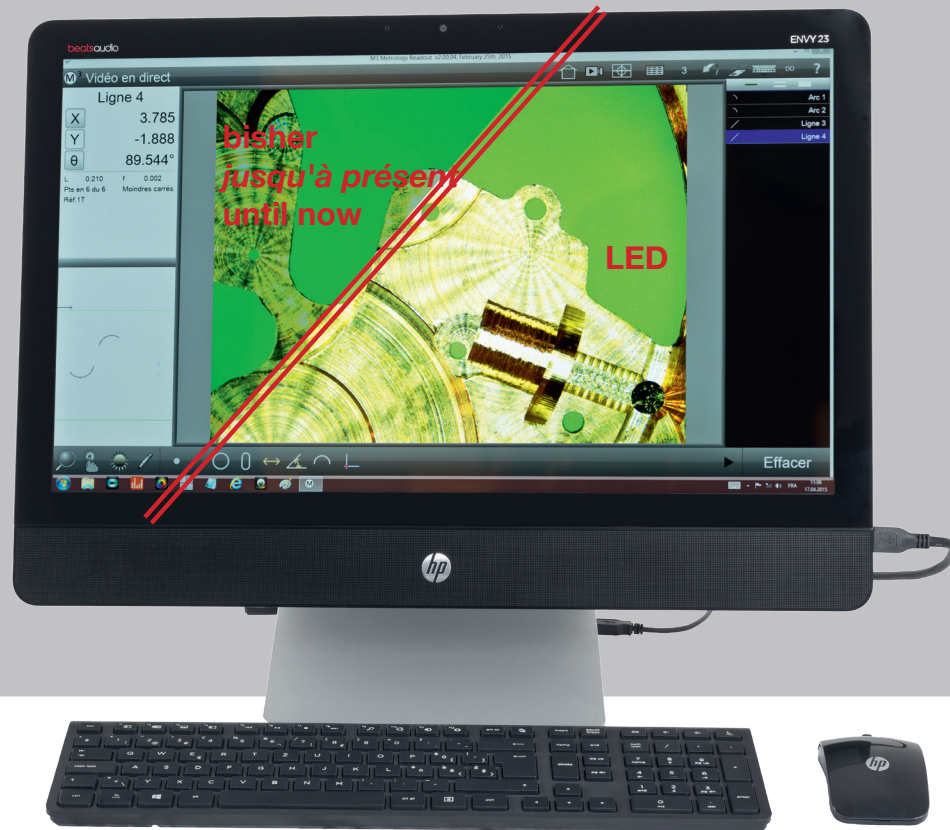 beatsaudio
ENVY 23
M3 Metrology Readout v2.00.04, February 25th, 2015
M3 Vidéo en direct
3
DD
?
Ligne 4
X 3.785
Y -1.888
θ 89.544°
L 0.210 f 0.002
Pts en 6 du 6 Moindres carrés
Réf.1T
Arc 1
Arc 2
Ligne 3
Ligne 4
bisher
jusqu'à présent
until now
LED
Effacer
FRA
11:06
17.04.2015
hp
hp